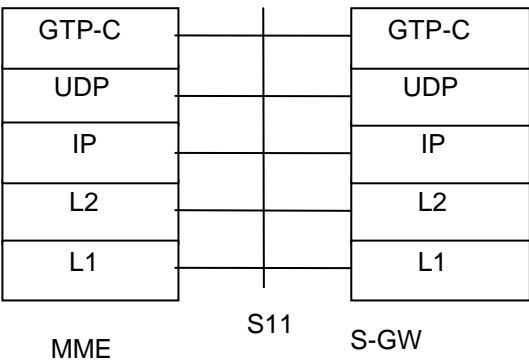 GTP-C GTP-C
UDP UDP
IP IP
L2 L2
L1 L1
S11
MME S-GW